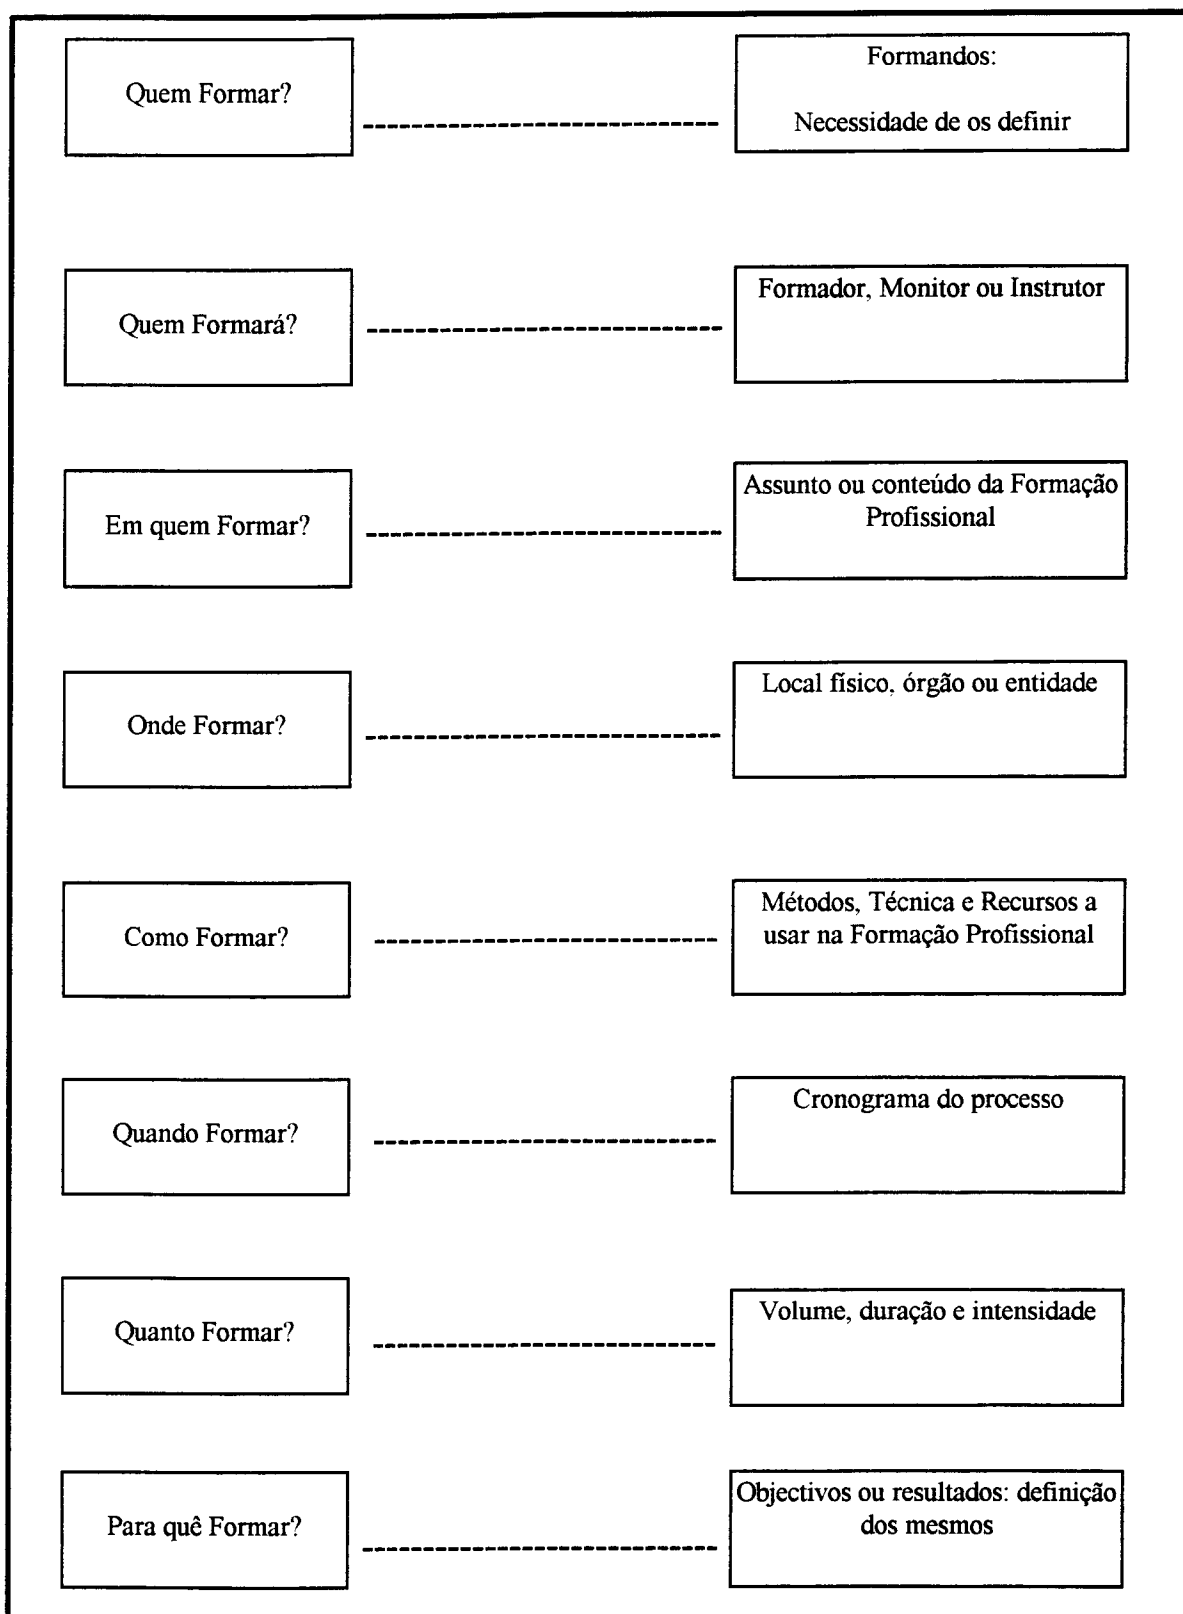 Quem Formar?
Formandos:
Necessidade de os definir
Quem Formará?
Formador, Monitor ou Instrutor
Em quem Formar?
Assunto ou conteúdo da Formação
Profissional
Onde Formar?
Local físico, órgão ou entidade
Como Formar?
Métodos, Técnica e Recursos a
usar na Formação Profissional
Quando Formar?
Cronograma do processo
Quanto Formar?
Volume, duração e intensidade
Para quê Formar?
Objectivos ou resultados: definição
dos mesmos